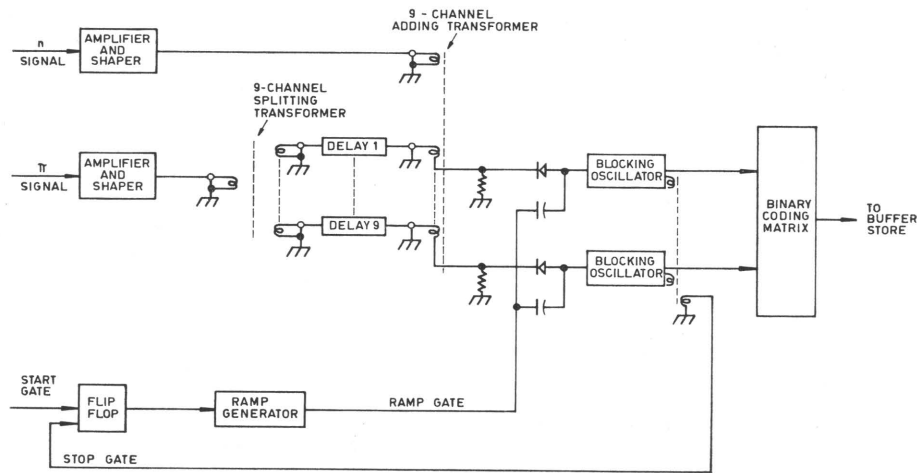 9 - CHANNEL
ADDING TRANSFORMER
n
SIGNAL
AMPLIFIER
AND
SHAPER
9-CHANNEL
SPLITTING
TRANSFORMER
π
SIGNAL
AMPLIFIER
AND
SHAPER
DELAY 1
DELAY 9
BLOCKING
OSCILLATOR
BLOCKING
OSCILLATOR
BINARY
CODING
MATRIX
TO
BUFFER
STORE
START
GATE
FLIP
FLOP
RAMP
GENERATOR
RAMP GATE
STOP GATE